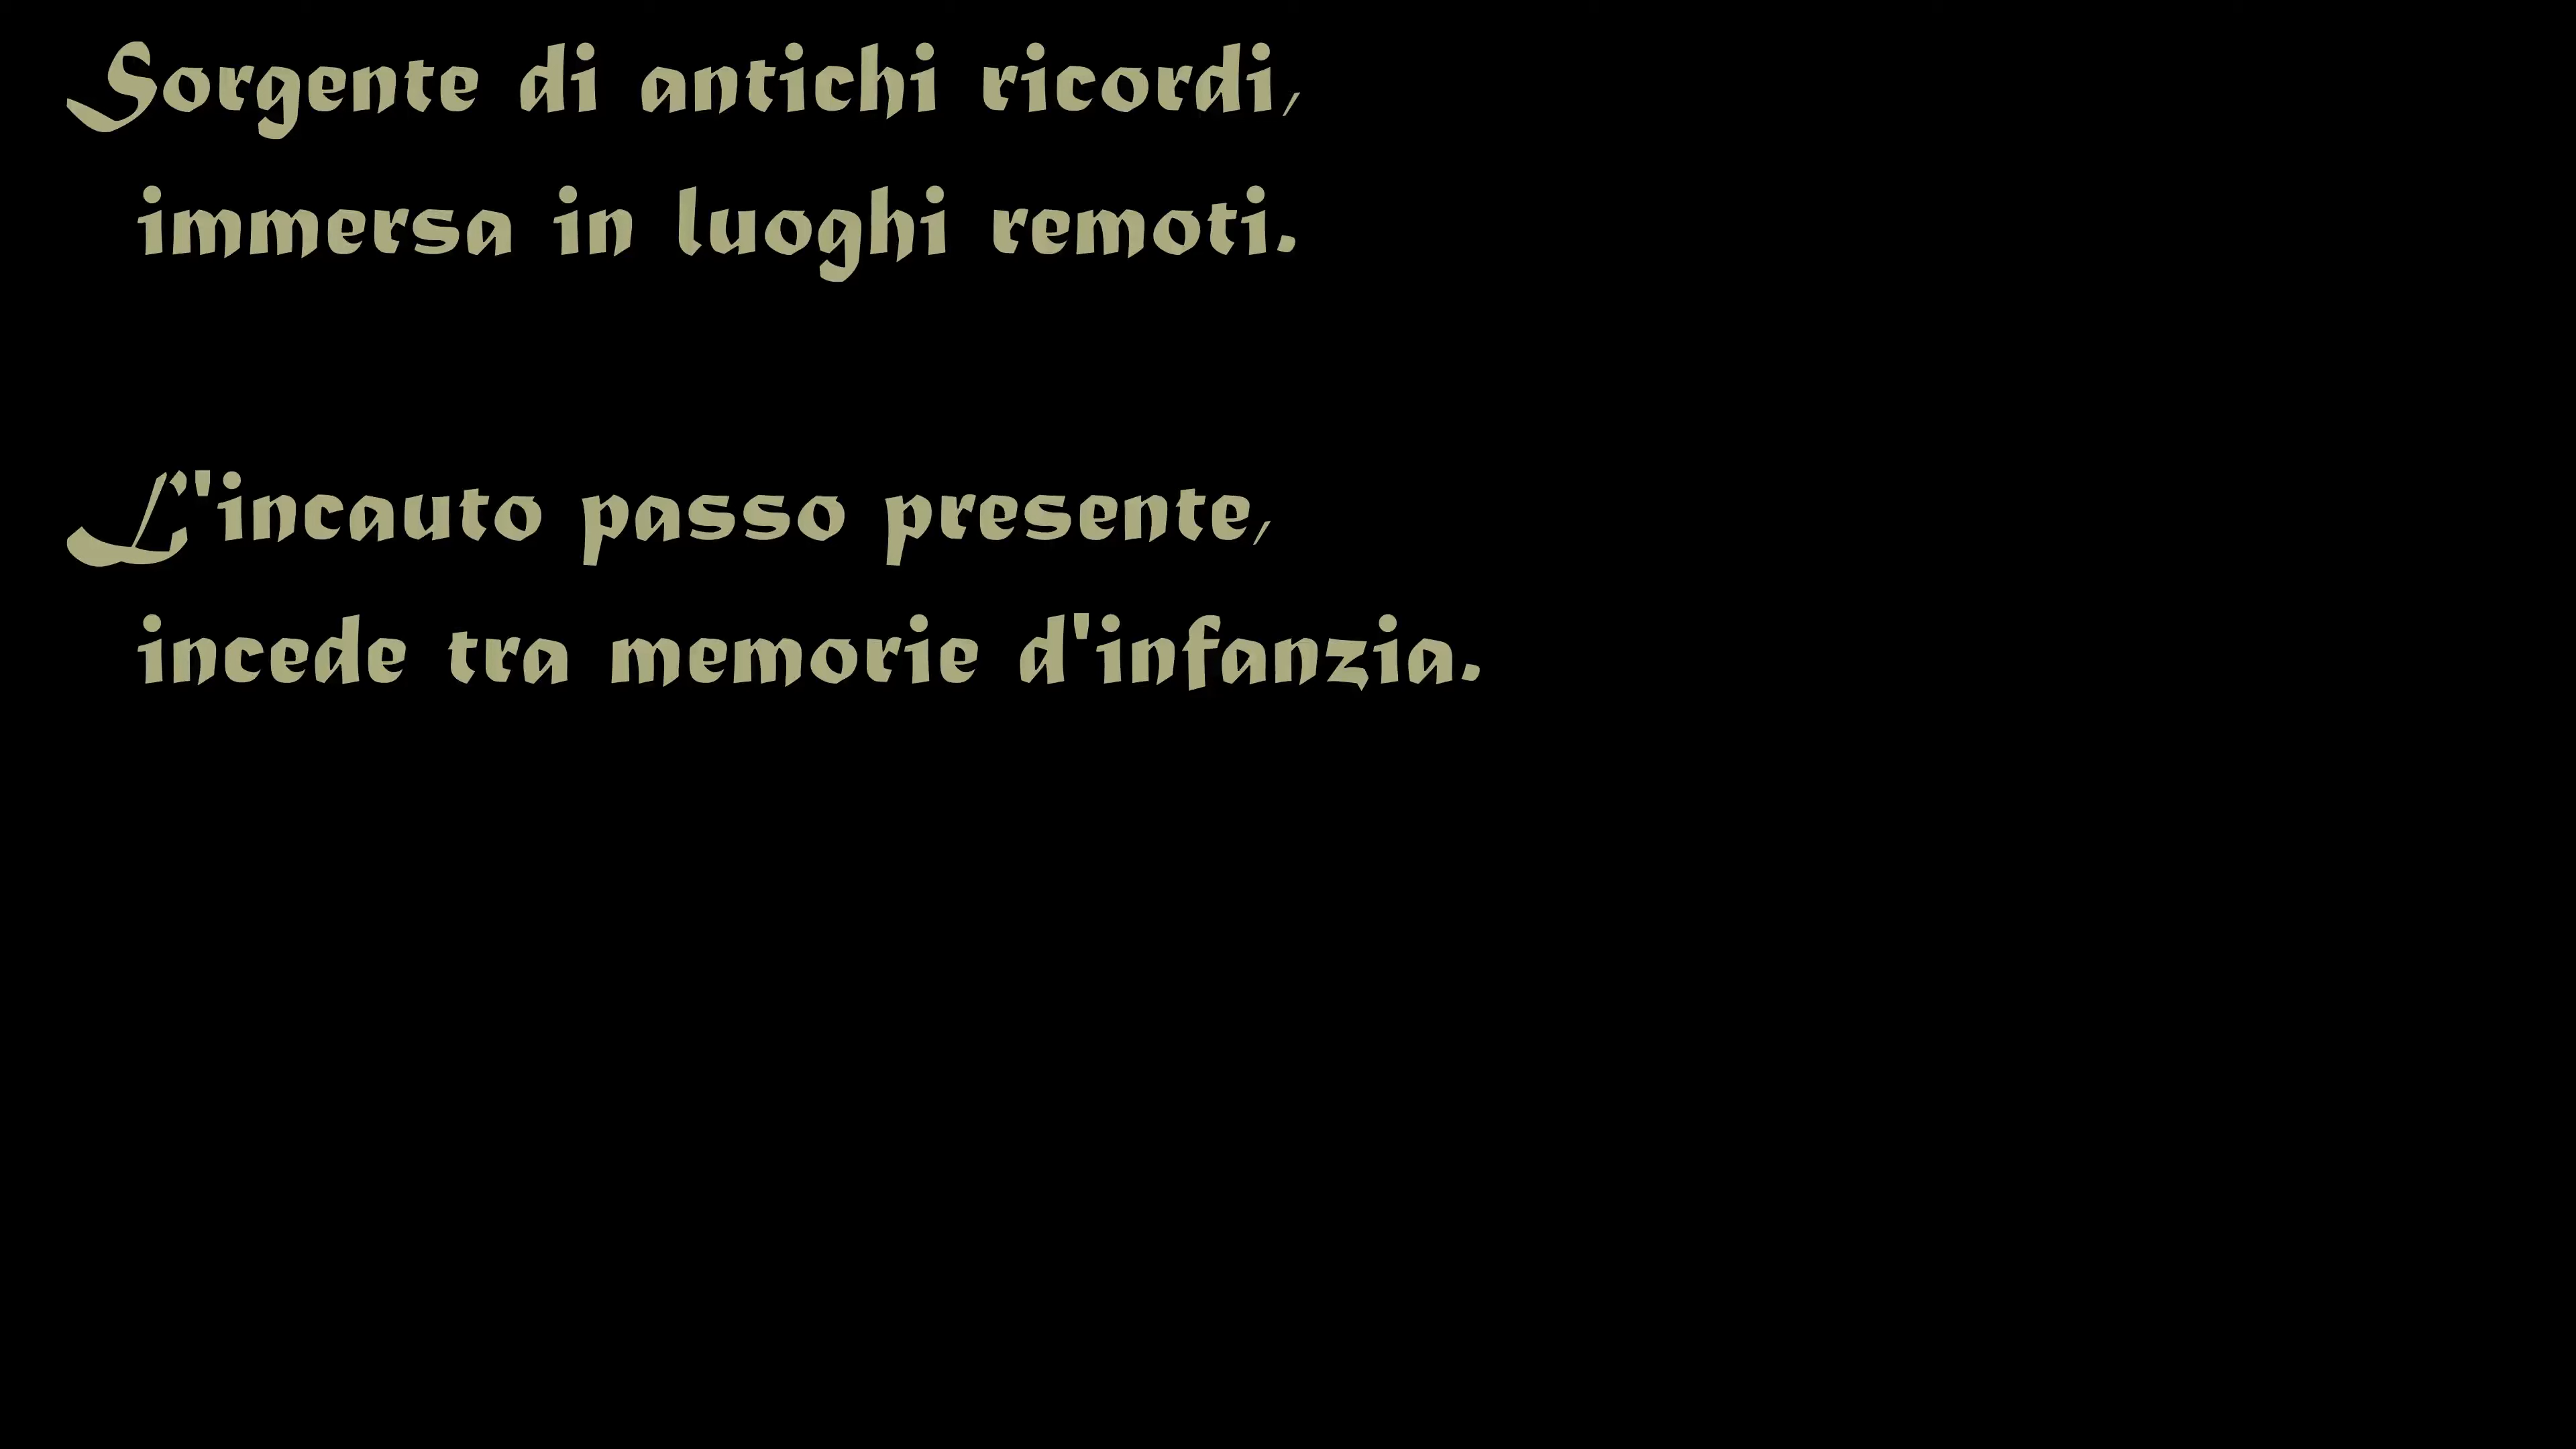 Sorgente di antichi ricordi,
immersa in luoghi remoti.
L'incauto passo presente,
incede tra memorie d'infanzia.